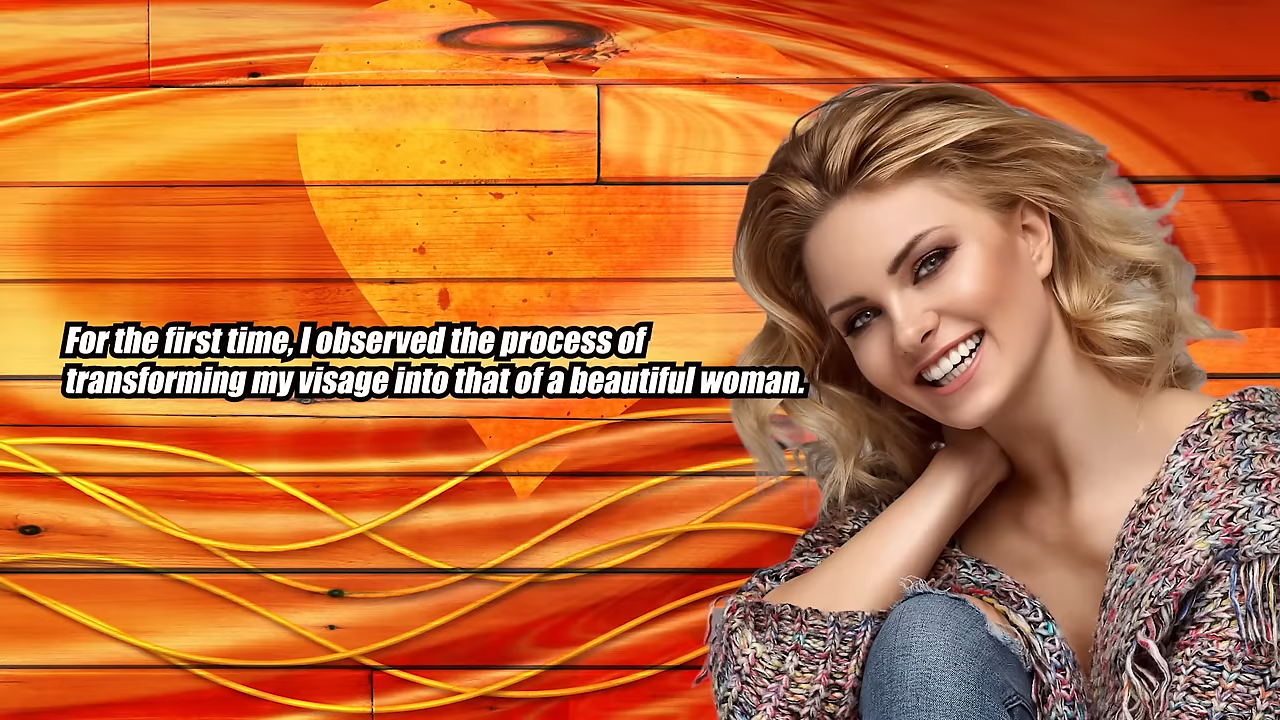 For the first time, I observed the process of
transforming my visage into that of a beautiful woman.